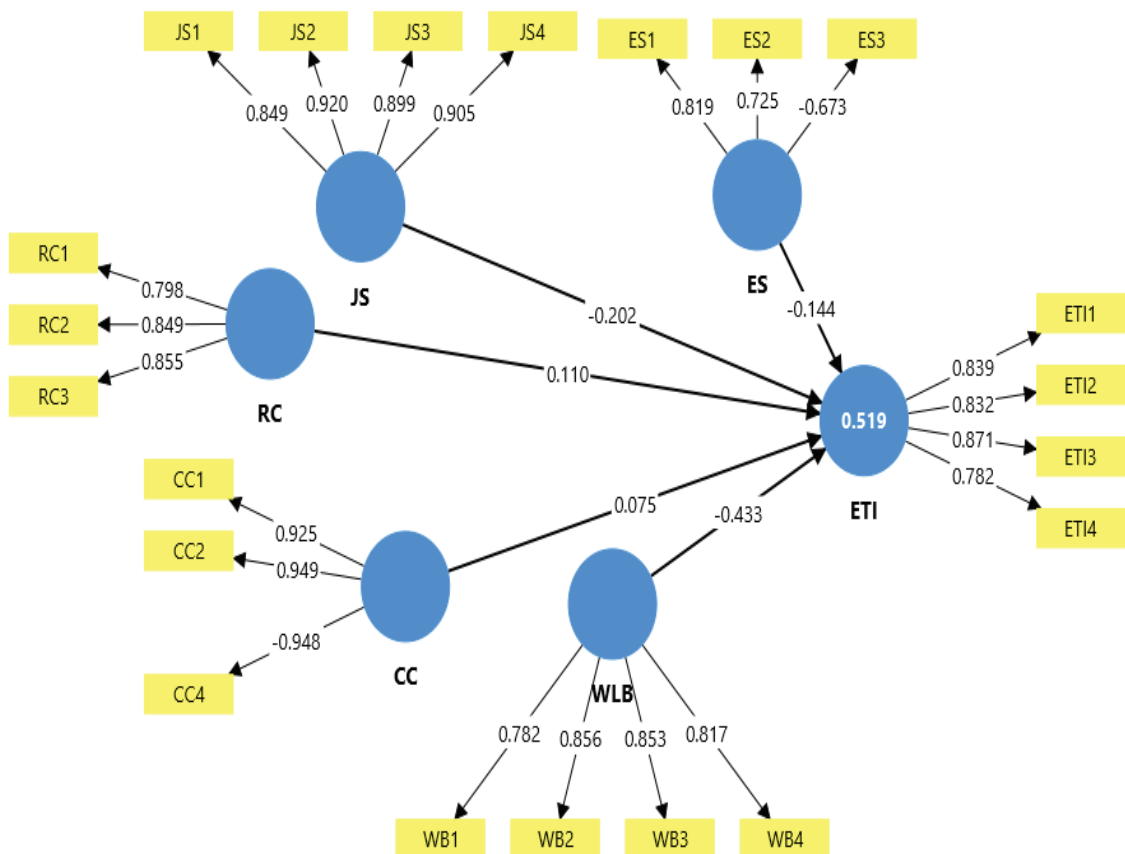 JS1
JS2
JS3
JS4
ES1
ES2
ES3
0.849
0.920
0.899
0.905
0.819
0.725
-0.673
RC1
RC2
RC3
0.798
0.849
0.855
JS
ES
RC
-0.202
-0.144
0.110
ETI1
ETI2
ETI3
ETI4
0.839
0.832
0.871
0.782
0.519
ETI
CC1
CC2
CC4
0.925
0.949
-0.948
CC
0.075
-0.433
WLB
0.782
0.856
0.853
0.817
WB1
WB2
WB3
WB4